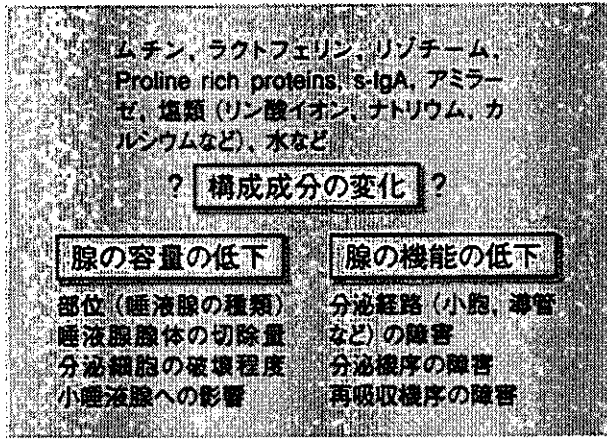 ムチン, ラクトフェリン, リゾチーム,
Proline rich proteins, s-IgA, アミラー
ゼ, 塩類 (リン酸イオン, ナトリウム, カ
ルシウムなど), 水など
? 構成成分の変化 ?
腺の容量の低下
部位 (唾液腺の種類)
唾液腺腺体の切除量
分泌細胞の破壊程度
小唾液腺への影響
腺の機能の低下
分泌経路 (小胞, 導管
など) の障害
分泌機序の障害
再吸収機序の障害